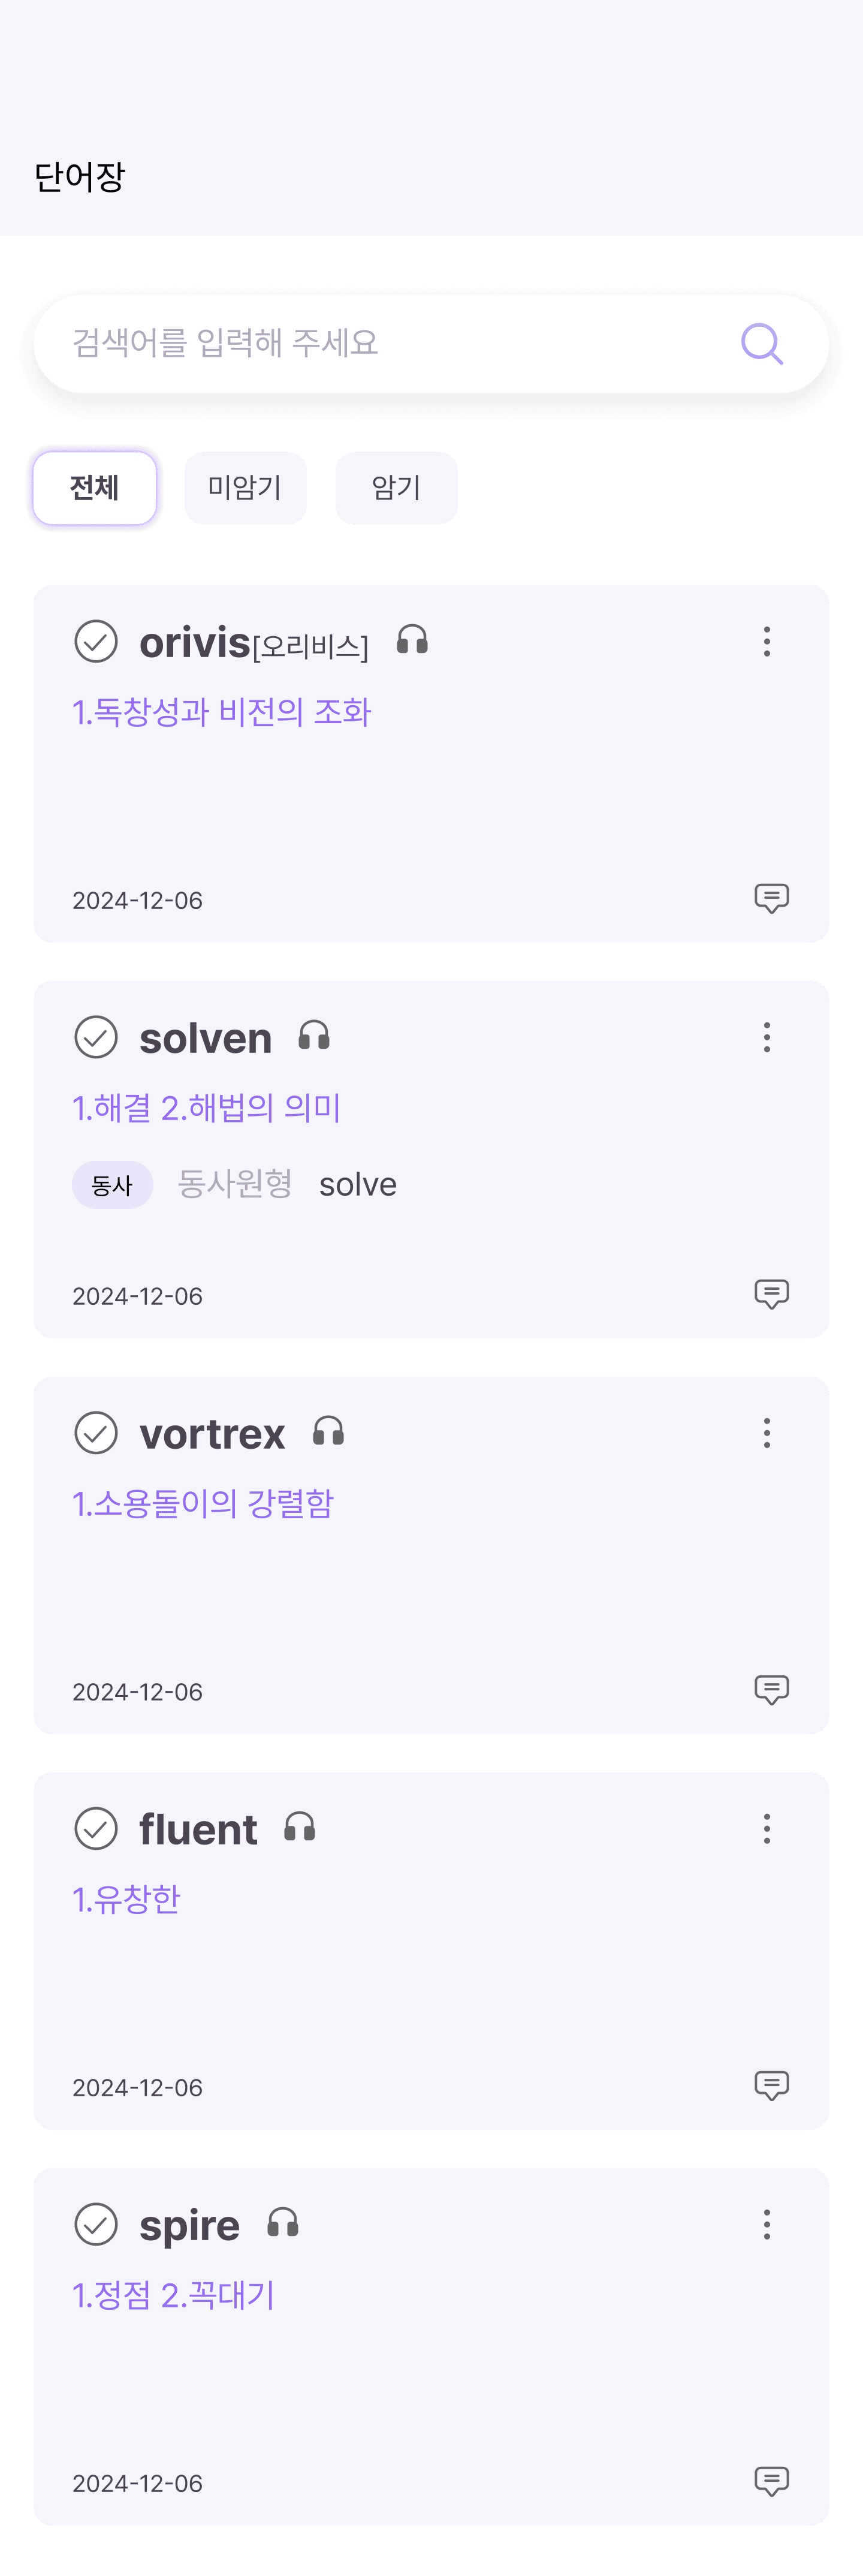 단어장
검색어를 입력해 주세요
전체 미암기 암기
orivis[오리비스]
1.독창성과 비전의 조화
2024-12-06
solven
1.해결 2.해법의 의미
동사 동사원형 solve
2024-12-06
vortrex
1.소용돌이의 강렬함
2024-12-06
fluent
1.유창한
2024-12-06
spire
1.정점 2.꼭대기
2024-12-06